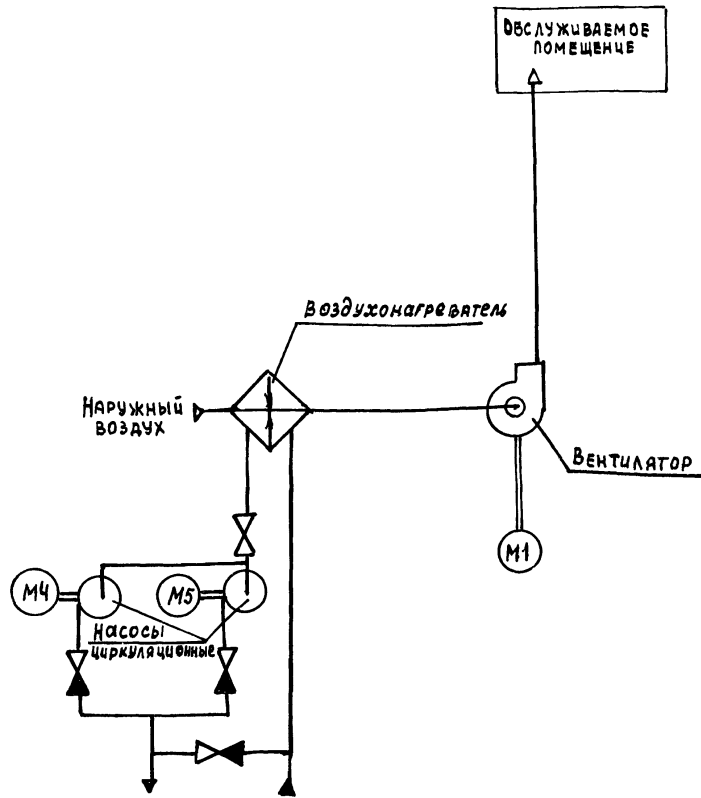 ОБСЛУЖИВАЕМОЕ
ПОМЕЩЕНИЕ
Воздухонагреватель
НАРУЖНЫЙ
ВОЗДУХ
ВЕНТИЛЯТОР
М1
М4
М5
Насосы
циркуляционные